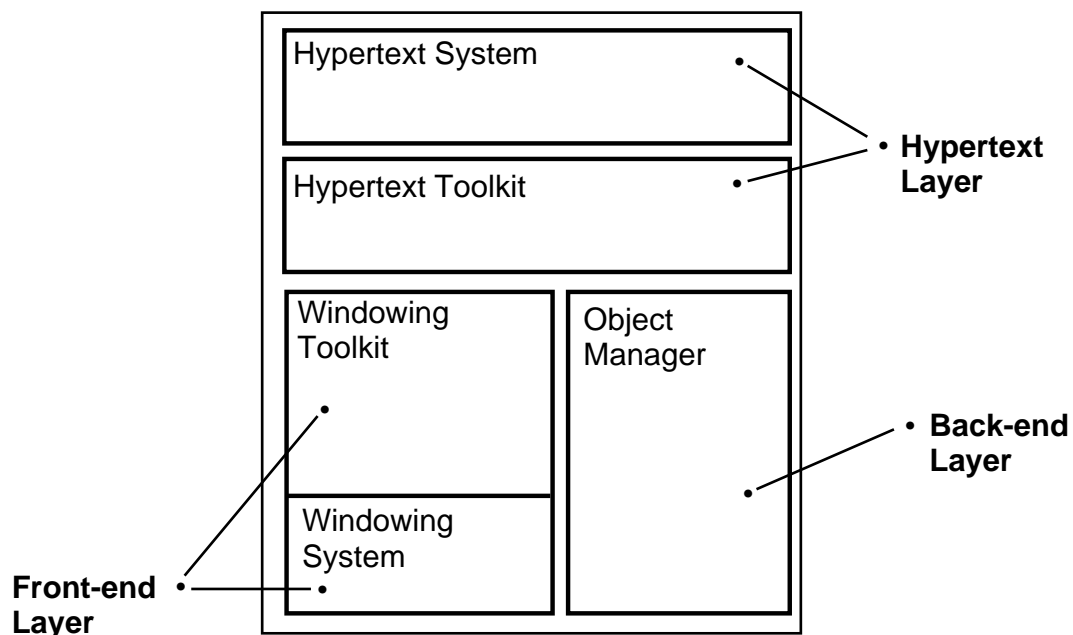 Hypertext System
Hypertext Toolkit
• Hypertext
Layer
Windowing
Toolkit
Object
Manager
• Back-end
Layer
Windowing
System
Front-end •
Layer